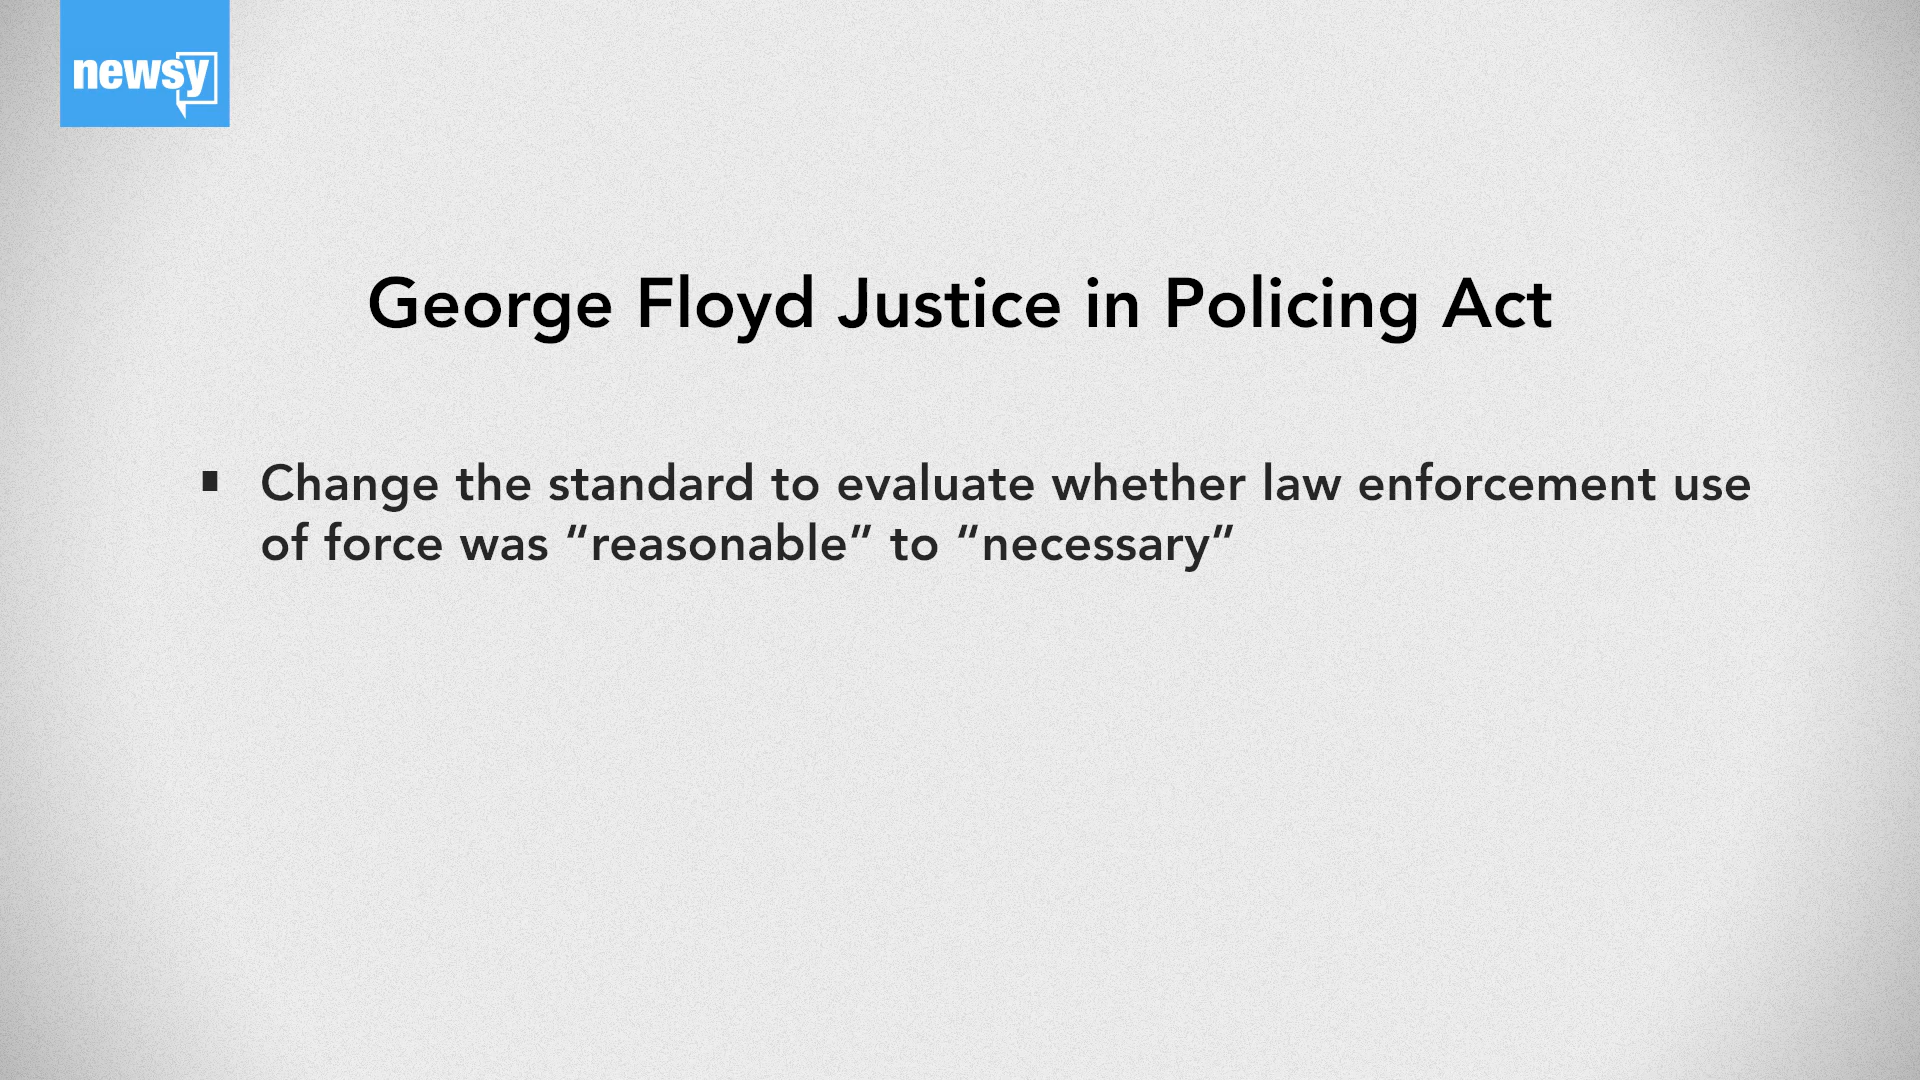 newsy
George Floyd Justice in Policing Act
▪ Change the standard to evaluate whether law enforcement use
of force was “reasonable” to “necessary”